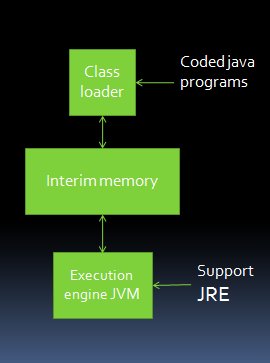 Class
loader
Coded java
programs
Interim memory
Execution
engine JVM
Support
JRE